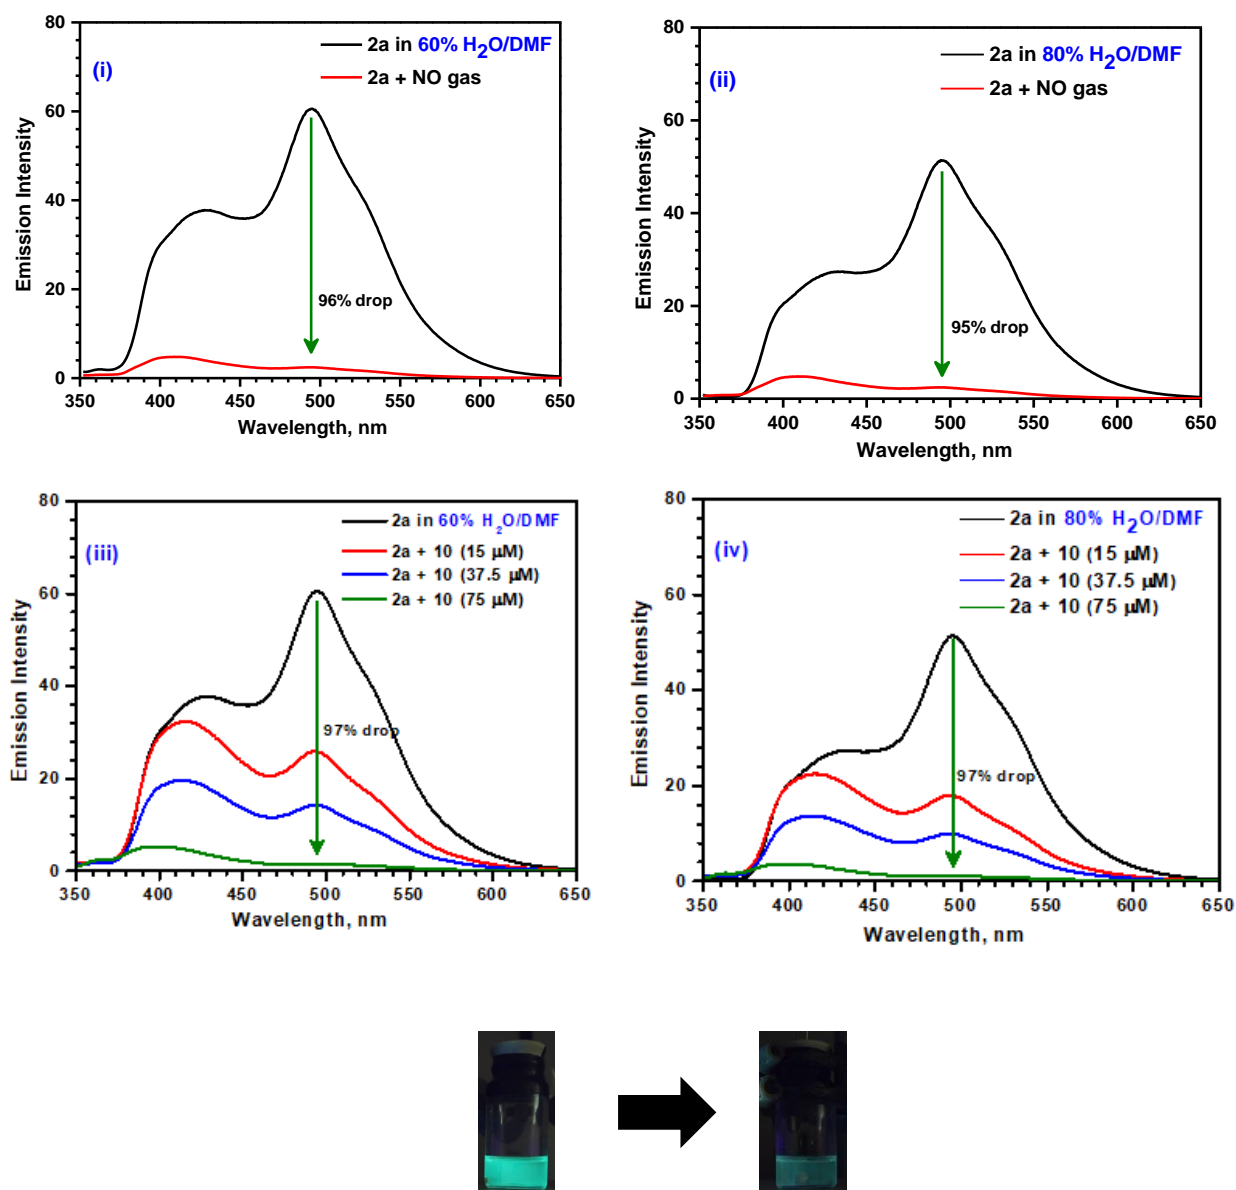 (i)
2a in 60% H₂O/DMF
2a + NO gas
96% drop
Emission Intensity
80
60
40
20
0
350 400 450 500 550 600 650
Wavelength, nm
(ii)
2a in 80% H₂O/DMF
2a + NO gas
95% drop
Emission Intensity
80
60
40
20
0
350 400 450 500 550 600 650
Wavelength, nm
(iii)
2a in 60% H₂O/DMF
2a + 10 (15 µM)
2a + 10 (37.5 µM)
2a + 10 (75 µM)
97% drop
Emission Intensity
80
60
40
20
0
350 400 450 500 550 600 650
Wavelength, nm
(iv)
2a in 80% H₂O/DMF
2a + 10 (15 µM)
2a + 10 (37.5 µM)
2a + 10 (75 µM)
97% drop
Emission Intensity
80
60
40
20
0
350 400 450 500 550 600 650
Wavelength, nm